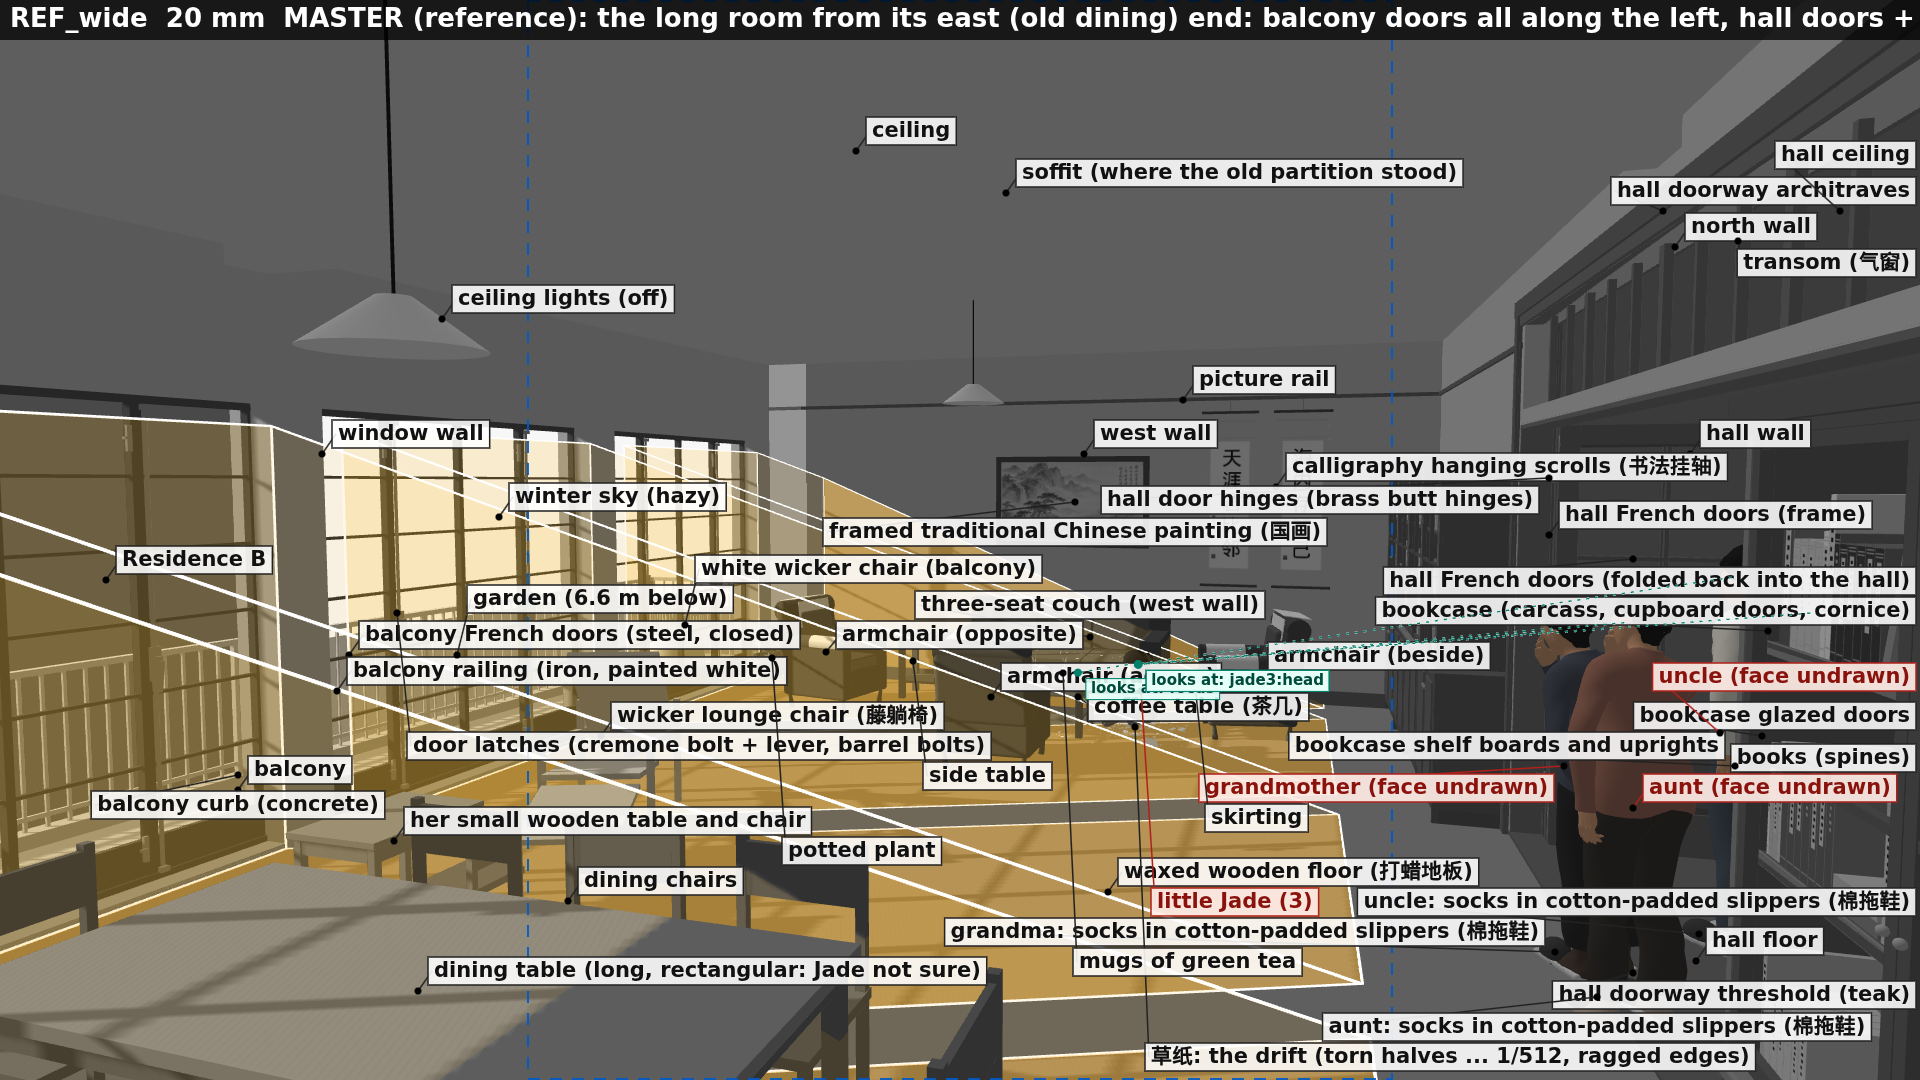 REF_wide 20 mm MASTER (reference): the long room from its east (old dining) end: balcony doors all along the left, hall doors +
ceiling
hall ceiling
soffit (where the old partition stood)
hall doorway architraves
north wall
transom (气窗)
ceiling lights (off)
picture rail
window wall
west wall
hall wall
天涯
calligraphy hanging scrolls (书法挂轴)
winter sky (hazy)
hall door hinges (brass butt hinges)
hall French doors (frame)
framed traditional Chinese painting (国画)
Residence B
white wicker chair (balcony)
hall French doors (folded back into the hall)
garden (6.6 m below)
three-seat couch (west wall)
bookcase (carcass, cupboard doors, cornice)
balcony French doors (steel, closed)
armchair (opposite)
armchair (beside)
balcony railing (iron, painted white)
armchair
looks at: jade3:head
uncle (face undrawn)
looks
coffee table (茶几)
wicker lounge chair (藤躺椅)
bookcase glazed doors
door latches (cremone bolt + lever, barrel bolts)
bookcase shelf boards and uprights
books (spines)
balcony
side table
grandmother (face undrawn)
aunt (face undrawn)
balcony curb (concrete)
her small wooden table and chair
skirting
potted plant
waxed wooden floor (打蜡地板)
dining chairs
little Jade (3)
uncle: socks in cotton-padded slippers (棉拖鞋)
grandma: socks in cotton-padded slippers (棉拖鞋)
hall floor
mugs of green tea
dining table (long, rectangular: Jade not sure)
hall doorway threshold (teak)
aunt: socks in cotton-padded slippers (棉拖鞋)
草纸: the drift (torn halves ... 1/512, ragged edges)